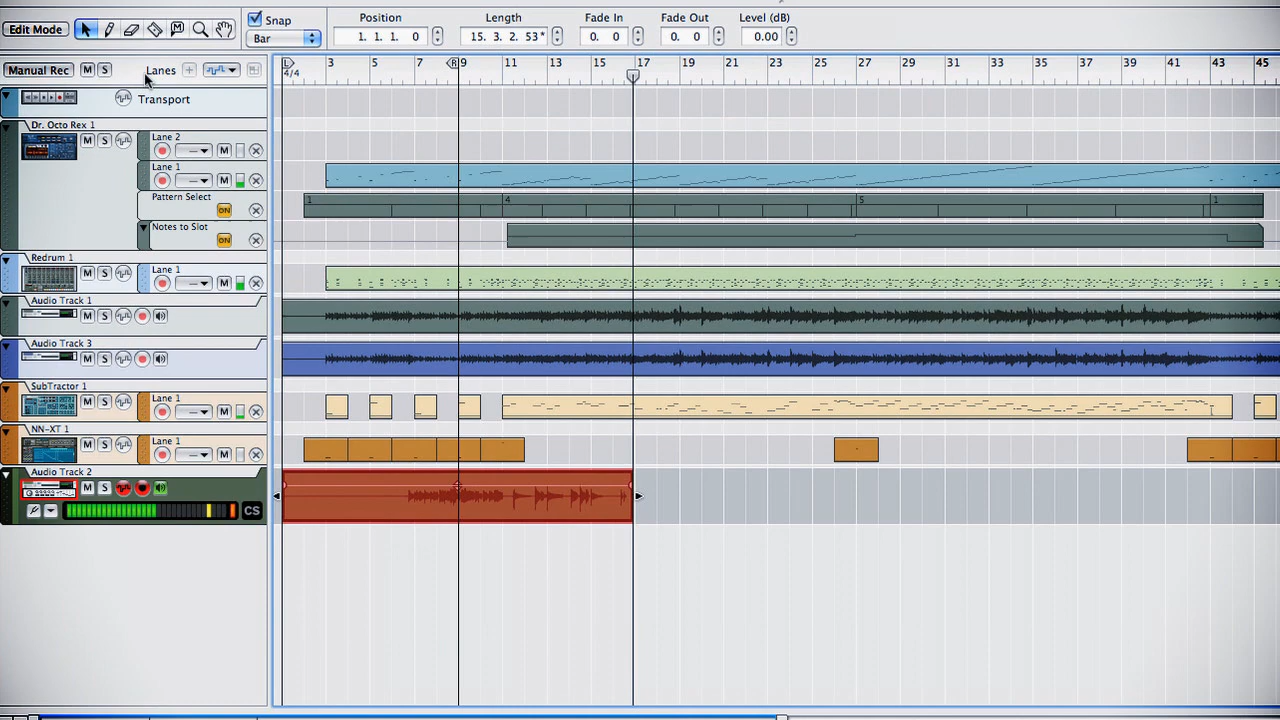 Edit Mode
Snap
Bar
Position
1. 1. 1. 0
Length
15. 3. 2. 53*
Fade In
0. 0
Fade Out
0. 0
Level (dB)
0.00
Manual Rec M S Lanes
L 3 5 7 R 9 11 13 15 17 19 21 23 25 27 29 31 33 35 37 39 41 43 45
4/4
Transport
Dr. Octo Rex 1
M S
Lane 2
M
Lane 1
M
Pattern Select
ON
1 4 5 1
Notes to Slot
ON
Redrum 1
M S
Lane 1
M
Audio Track 1
M S
Audio Track 3
M S
SubTractor 1
M S
Lane 1
M
NN-XT 1
M S
Lane 1
M
Audio Track 2
M S
CS